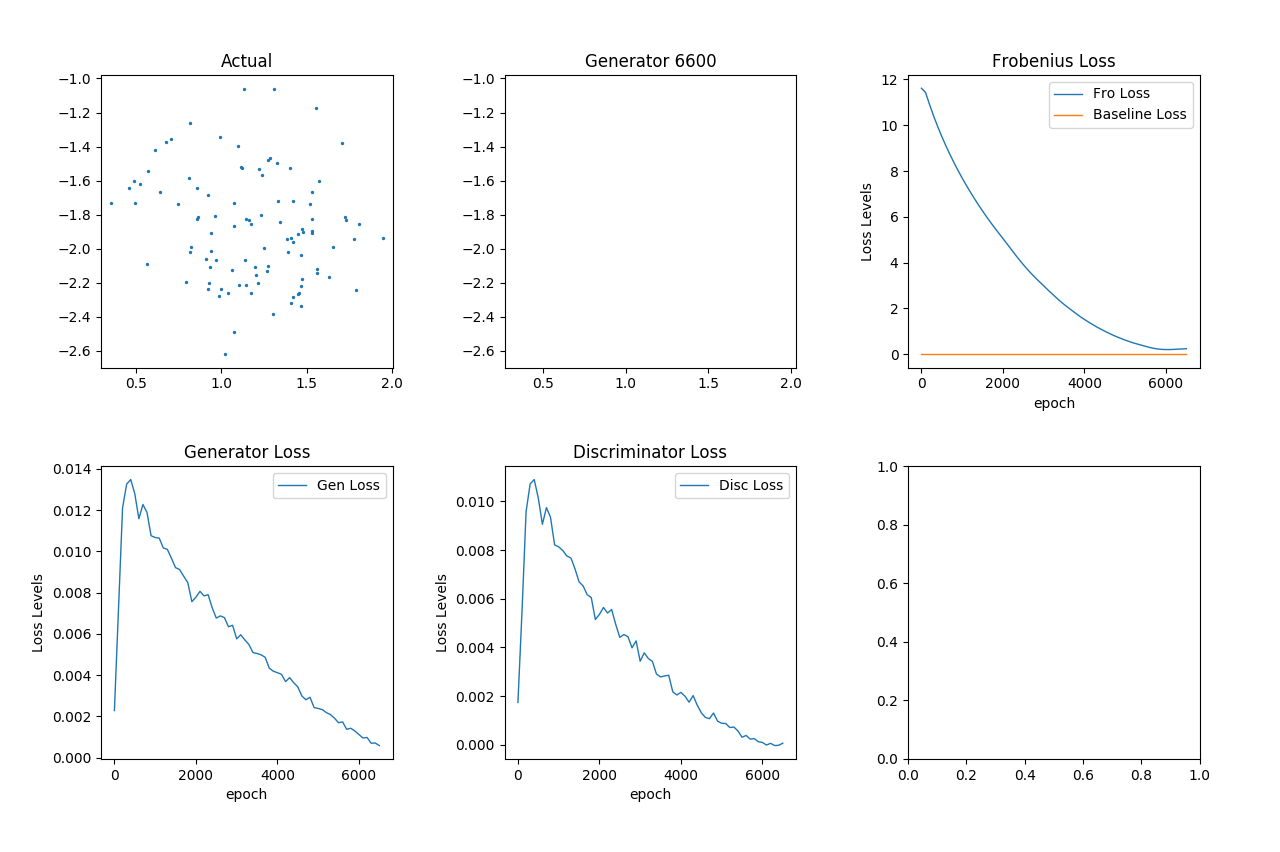 Actual
Generator 6600
Frobenius Loss
−1.0
−1.2
−1.4
−1.6
−1.8
−2.0
−2.2
−2.4
−2.6
0.5 1.0 1.5 2.0
−1.0
−1.2
−1.4
−1.6
−1.8
−2.0
−2.2
−2.4
−2.6
0.5 1.0 1.5 2.0
Loss Levels
12
10
8
6
4
2
0
Fro Loss
Baseline Loss
0 2000 4000 6000
epoch
Generator Loss
Loss Levels
0.014
0.012
0.010
0.008
0.006
0.004
0.002
0.000
Gen Loss
0 2000 4000 6000
epoch
Discriminator Loss
Loss Levels
0.010
0.008
0.006
0.004
0.002
0.000
Disc Loss
0 2000 4000 6000
epoch
1.0
0.8
0.6
0.4
0.2
0.0
0.0 0.2 0.4 0.6 0.8 1.0